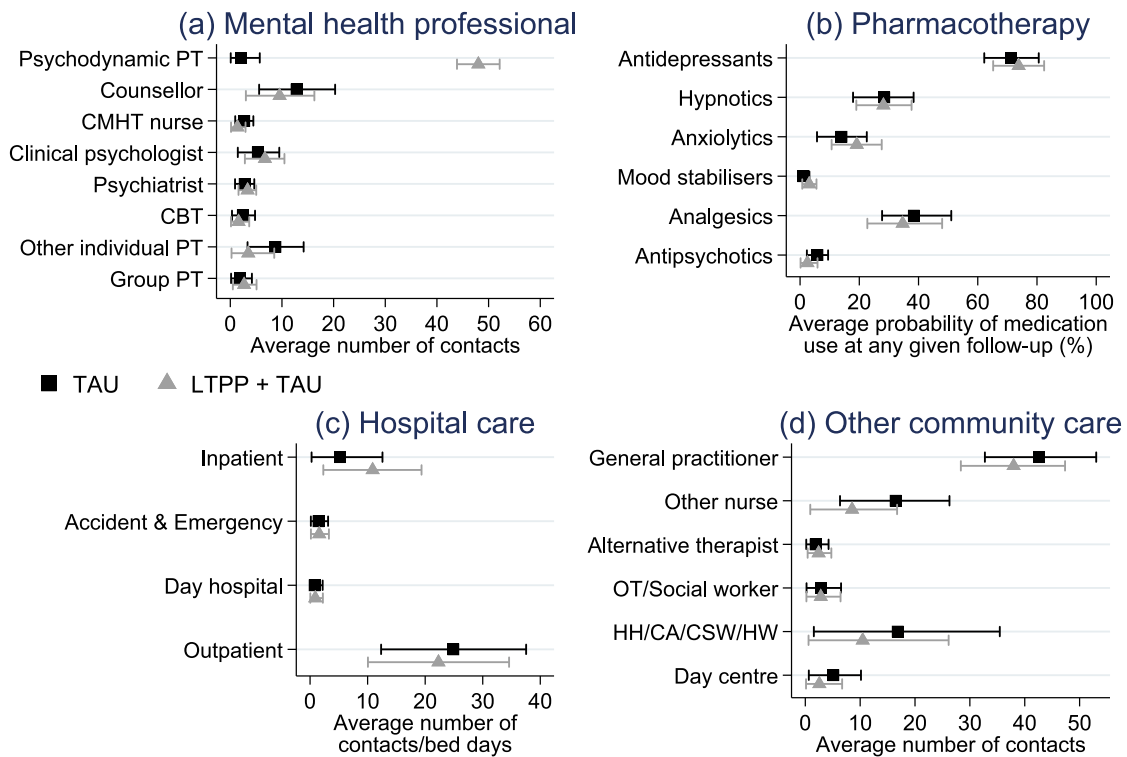 (a) Mental health professional
Psychodynamic PT
Counsellor
CMHT nurse
Clinical psychologist
Psychiatrist
CBT
Other individual PT
Group PT
0 10 20 30 40 50 60
Average number of contacts
(b) Pharmacotherapy
Antidepressants
Hypnotics
Anxiolytics
Mood stabilisers
Analgesics
Antipsychotics
0 20 40 60 80 100
Average probability of medication
use at any given follow-up (%)
TAU LTPP + TAU
(c) Hospital care
Inpatient
Accident & Emergency
Day hospital
Outpatient
0 10 20 30 40
Average number of
contacts/bed days
(d) Other community care
General practitioner
Other nurse
Alternative therapist
OT/Social worker
HH/CA/CSW/HW
Day centre
0 10 20 30 40 50
Average number of contacts